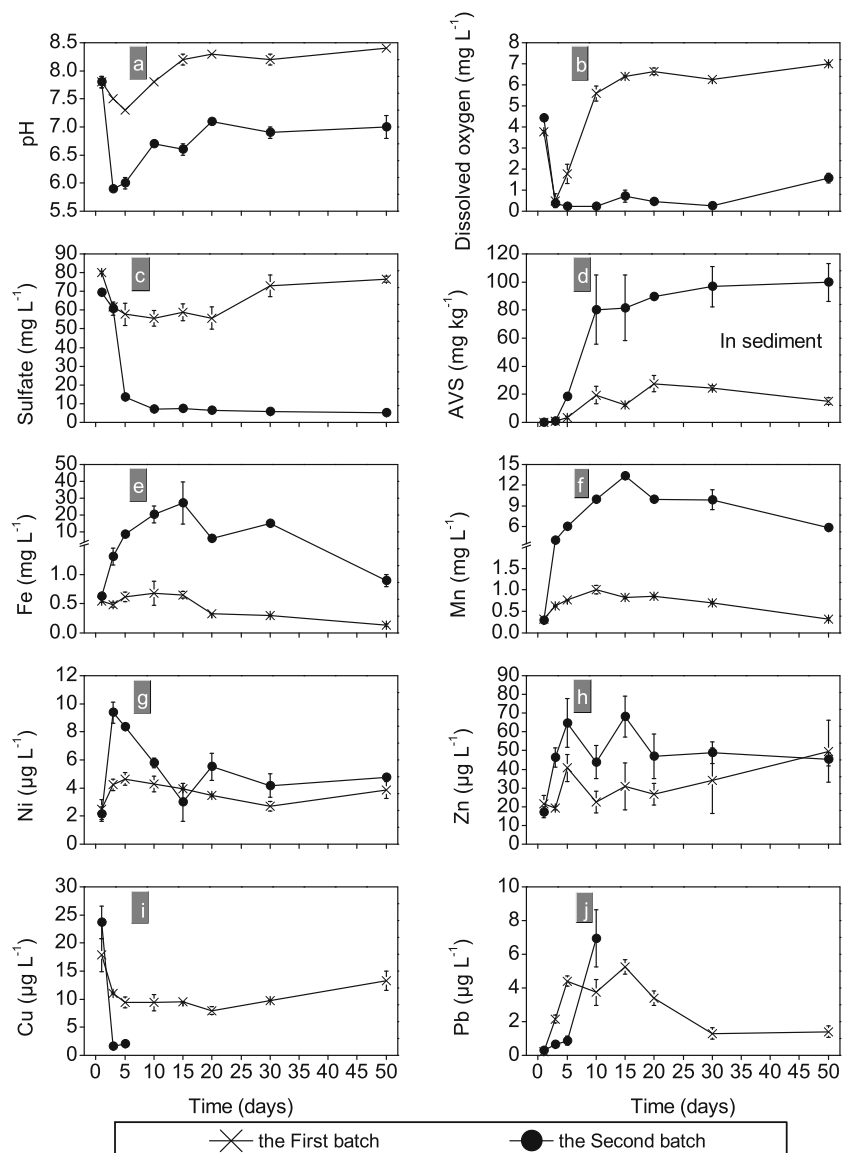 a
8.5
8.0
7.5
7.0
6.5
6.0
5.5
pH
b
8
7
6
5
4
3
2
1
0
Dissolved oxygen (mg L⁻¹)
c
90
80
70
60
50
40
30
20
10
0
Sulfate (mg L⁻¹)
d
120
100
80
60
40
20
0
AVS (mg kg⁻¹)
In sediment
e
50
40
30
20
10
1.0
0.5
0.0
Fe (mg L⁻¹)
f
15
12
9
6
1.5
1.0
0.5
0.0
Mn (mg L⁻¹)
g
12
10
8
6
4
2
0
Ni (µg L⁻¹)
h
90
80
70
60
50
40
30
20
10
0
Zn (µg L⁻¹)
i
30
25
20
15
10
5
0
Cu (µg L⁻¹)
0 5 10 15 20 25 30 35 40 45 50
Time (days)
j
10
8
6
4
2
0
Pb (µg L⁻¹)
0 5 10 15 20 25 30 35 40 45 50
Time (days)
the First batch
the Second batch